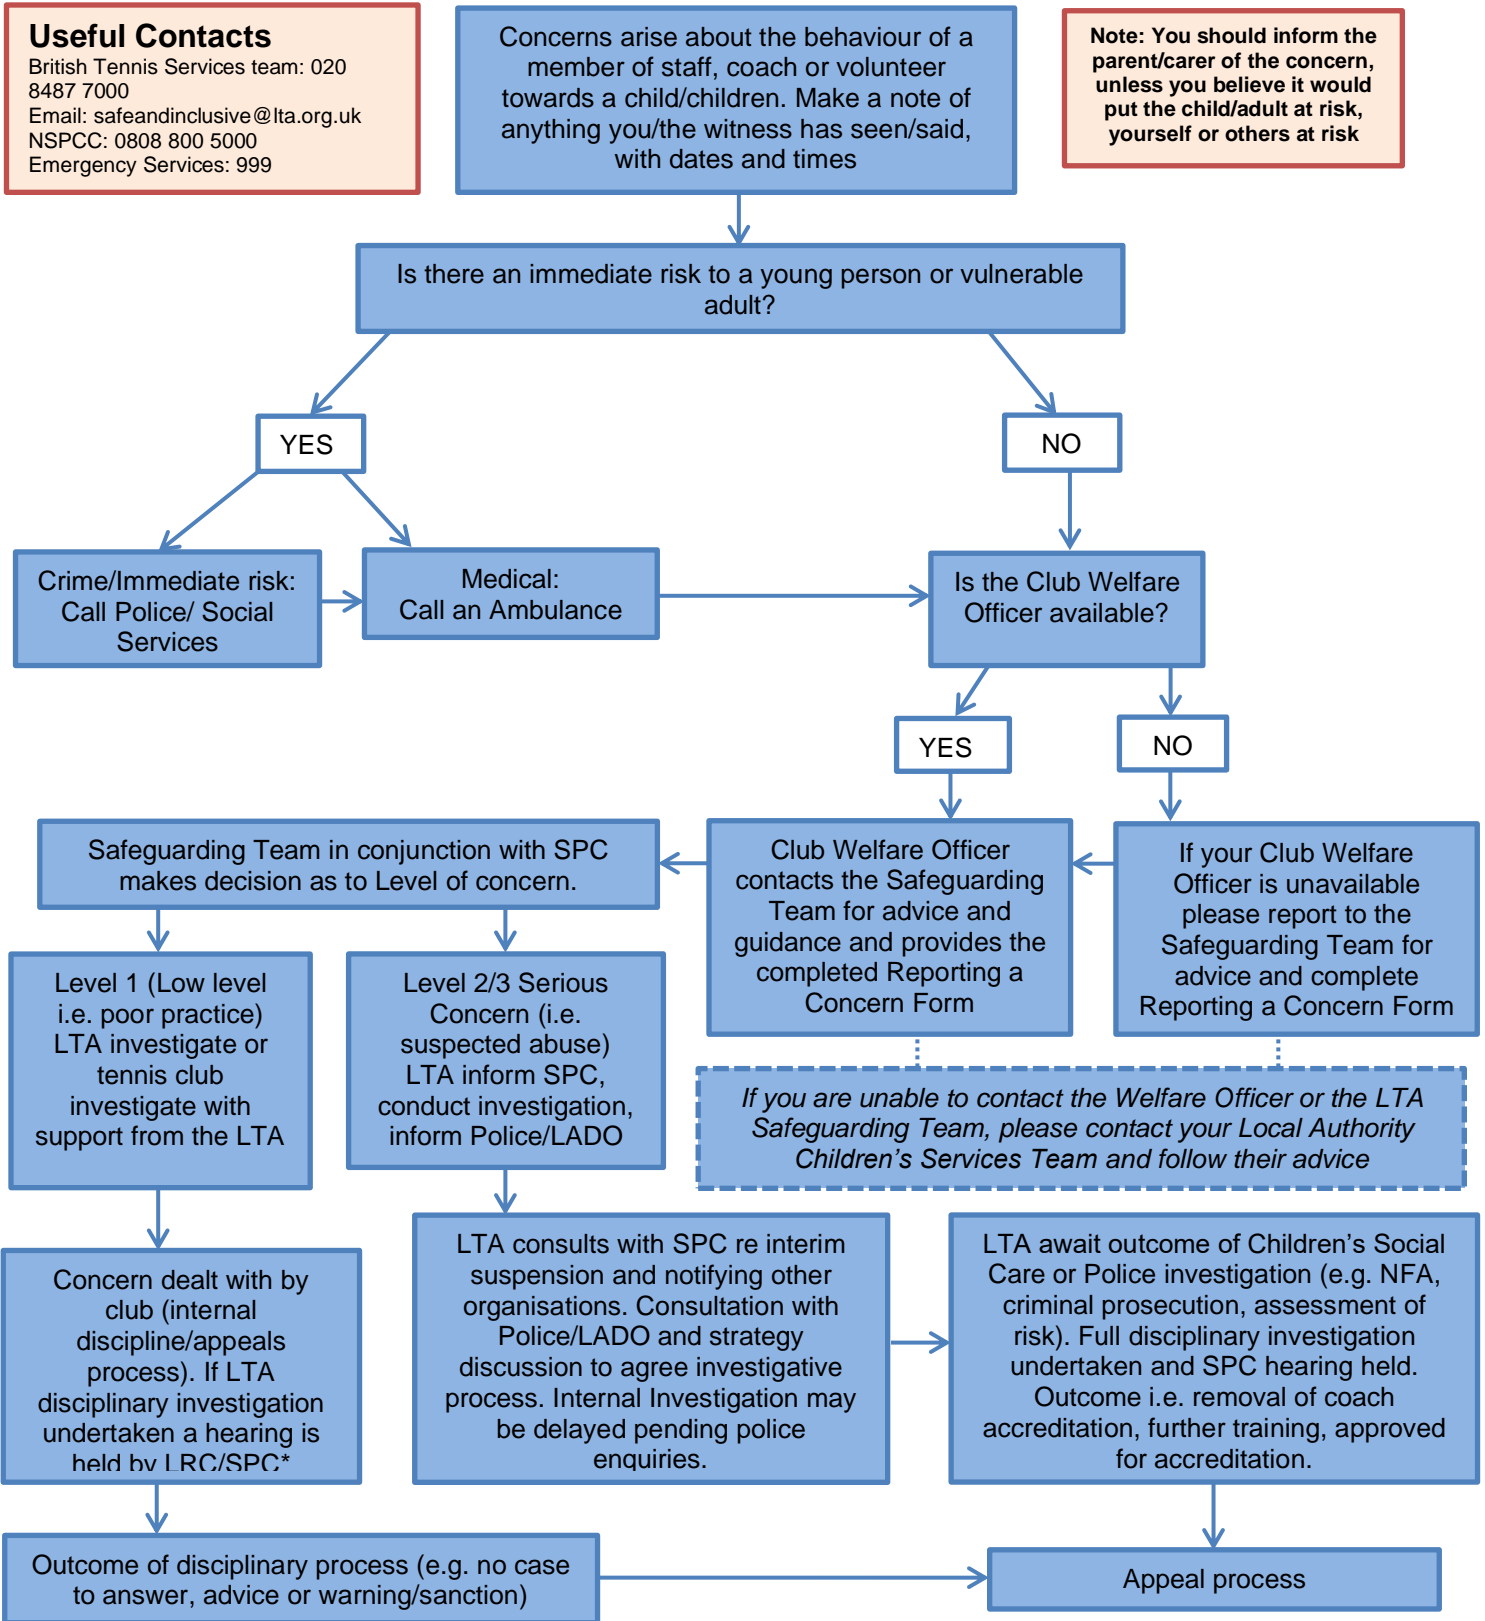 Useful Contacts
British Tennis Services team: 020
8487 7000
Email: safeandinclusive@lta.org.uk
NSPCC: 0808 800 5000
Emergency Services: 999
Concerns arise about the behaviour of a
member of staff, coach or volunteer
towards a child/children. Make a note of
anything you/the witness has seen/said,
with dates and times
Note: You should inform the
parent/carer of the concern,
unless you believe it would
put the child/adult at risk,
yourself or others at risk
Is there an immediate risk to a young person or vulnerable
adult?
YES
NO
Crime/Immediate risk:
Call Police/ Social
Services
Medical:
Call an Ambulance
Is the Club Welfare
Officer available?
YES
NO
Safeguarding Team in conjunction with SPC
makes decision as to Level of concern.
Club Welfare Officer
contacts the Safeguarding
Team for advice and
guidance and provides the
completed Reporting a
Concern Form
If your Club Welfare
Officer is unavailable
please report to the
Safeguarding Team for
advice and complete
Reporting a Concern Form
Level 1 (Low level
i.e. poor practice)
LTA investigate or
tennis club
investigate with
support from the LTA
Level 2/3 Serious
Concern (i.e.
suspected abuse)
LTA inform SPC,
conduct investigation,
inform Police/LADO
If you are unable to contact the Welfare Officer or the LTA
Safeguarding Team, please contact your Local Authority
Children's Services Team and follow their advice
Concern dealt with by
club (internal
discipline/appeals
process). If LTA
disciplinary investigation
undertaken a hearing is
held by LRC/SPC*
LTA consults with SPC re interim
suspension and notifying other
organisations. Consultation with
Police/LADO and strategy
discussion to agree investigative
process. Internal Investigation may
be delayed pending police
enquiries.
LTA await outcome of Children's Social
Care or Police investigation (e.g. NFA,
criminal prosecution, assessment of
risk). Full disciplinary investigation
undertaken and SPC hearing held.
Outcome i.e. removal of coach
accreditation, further training, approved
for accreditation.
Outcome of disciplinary process (e.g. no case
to answer, advice or warning/sanction)
Appeal process